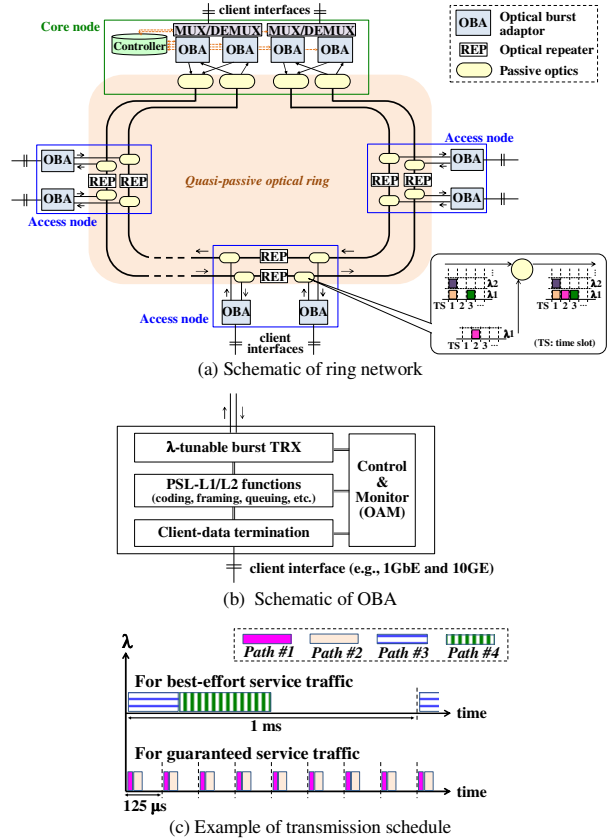 client interfaces
Core node
MUX/DEMUX MUX/DEMUX
Controller
OBA OBA OBA OBA
OBA Optical burst adaptor
REP Optical repeater
Passive optics
Access node
OBA
OBA
REP REP
Access node
Quasi-passive optical ring
OBA
OBA
REP REP
Access node
REP
REP
OBA OBA
Access node
client interfaces
λ2
λ1
TS 1 2 3 ...
λ2
λ1
TS 1 2 3 ...
λ1
TS 1 2 3 ...
(TS: time slot)
(a) Schematic of ring network
λ-tunable burst TRX
PSL-L1/L2 functions
(coding, framing, queuing, etc.)
Client-data termination
Control
&
Monitor
(OAM)
client interface (e.g., 1GbE and 10GE)
(b) Schematic of OBA
Path #1 Path #2 Path #3 Path #4
λ
For best-effort service traffic
time
1 ms
For guaranteed service traffic
time
125 μs
(c) Example of transmission schedule